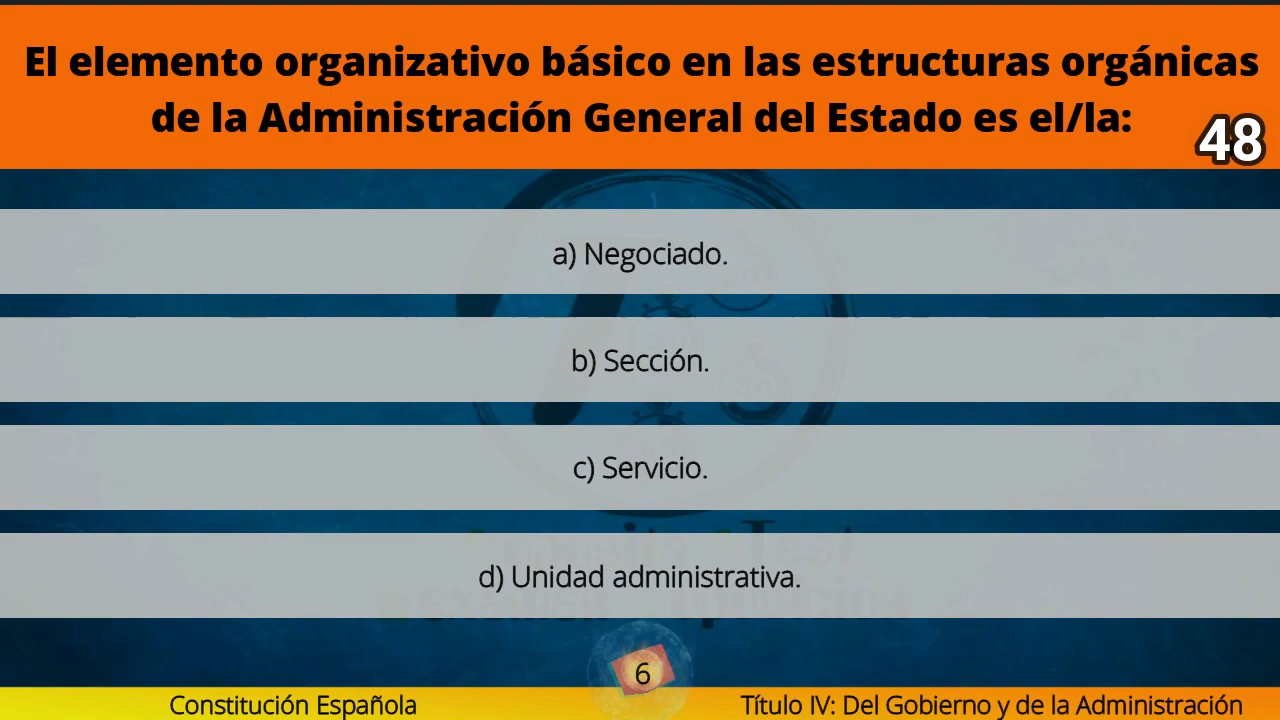 El elemento organizativo básico en las estructuras orgánicas
de la Administración General del Estado es el/la:
48
a) Negociado.
b) Sección.
c) Servicio.
d) Unidad administrativa.
6
Constitución Española
Título IV: Del Gobierno y de la Administración